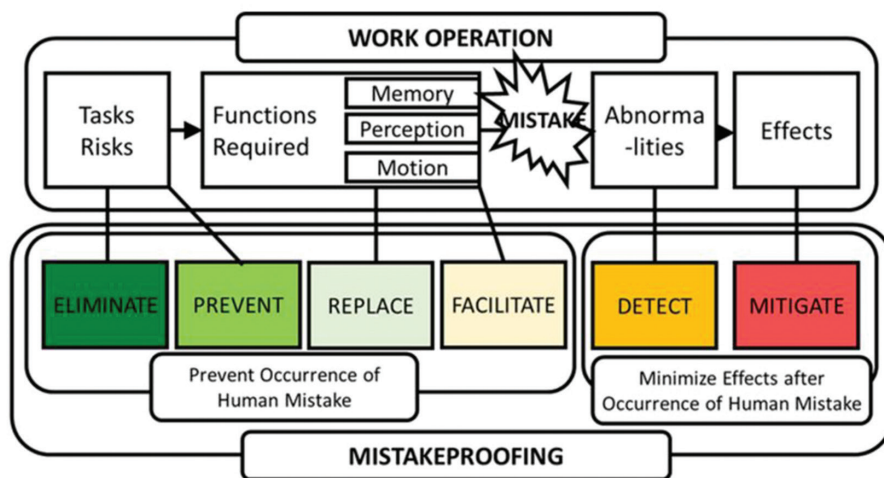 WORK OPERATION
Tasks
Risks
Functions
Required
Memory
Perception
Motion
MISTAKE
Abnorma
-lities
Effects
ELIMINATE
PREVENT
REPLACE
FACILITATE
DETECT
MITIGATE
Prevent Occurrence of
Human Mistake
Minimize Effects after
Occurrence of Human Mistake
MISTAKEPROOFING